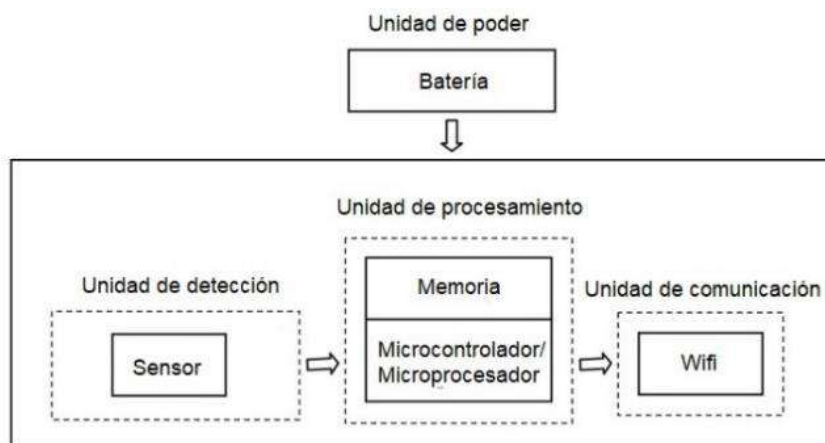 Unidad de poder
Batería
Unidad de procesamiento
Unidad de detección
Memoria
Unidad de comunicación
Sensor
Microcontrolador/
Microprocesador
Wifi